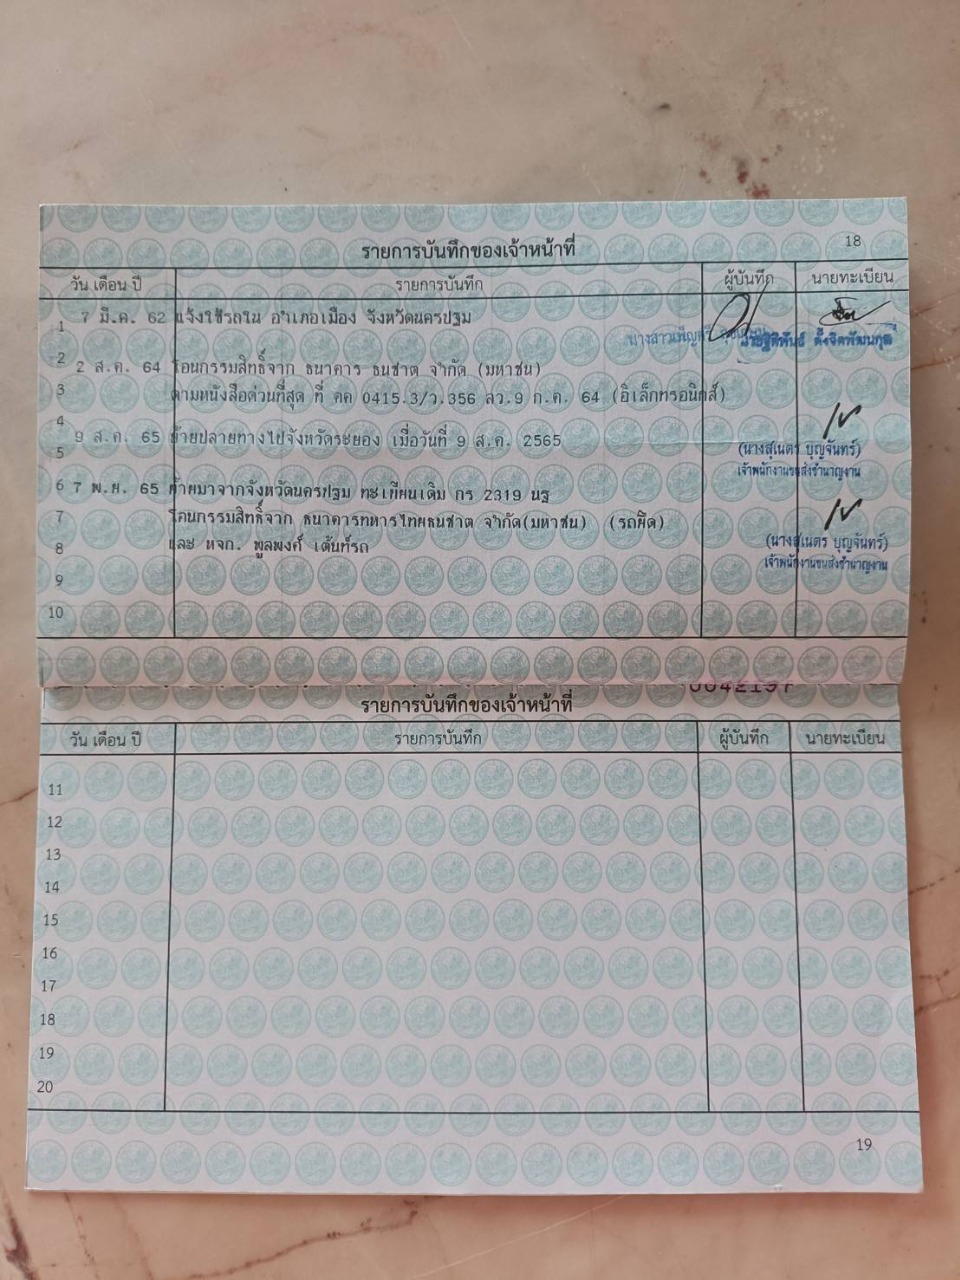 18
รายการบันทึกของเจ้าหน้าที่
วัน เดือน ปี รายการบันทึก ผู้บันทึก นายทะเบียน
1 7 มี.ค. 62 แจ้งใช้รถใน อำเภอเมือง จังหวัดนครปฐม
2 2 ส.ค. 64 โอนกรรมสิทธิ์จาก ธนาคาร ธนชาต จำกัด (มหาชน)
3 ตามหนังสือด่วนที่สุด ที่ คค 0415.3/ว.356 ลว.9 ก.ค. 64 (อิเล็กทรอนิกส์)
4
5 9 ส.ค. 65 ย้ายปลายทางไปจังหวัดระยอง เมื่อวันที่ 9 ส.ค. 2565
(นางสุเนตร บุญจันทร์)
เจ้าพนักงานขนส่งชำนาญงาน
6 7 พ.ย. 65 ย้ายมาจากจังหวัดนครปฐม ทะเบียนเดิม กร 2319 นฐ
7 โอนกรรมสิทธิ์จาก ธนาคารทหารไทยธนชาต จำกัด(มหาชน) (รถยึด)
8 และ หจก. พูลพงศ์ เต้นท์รถ
(นางสุเนตร บุญจันทร์)
เจ้าพนักงานขนส่งชำนาญงาน
9
10
รายการบันทึกของเจ้าหน้าที่
วัน เดือน ปี รายการบันทึก ผู้บันทึก นายทะเบียน
11
12
13
14
15
16
17
18
19
20
19